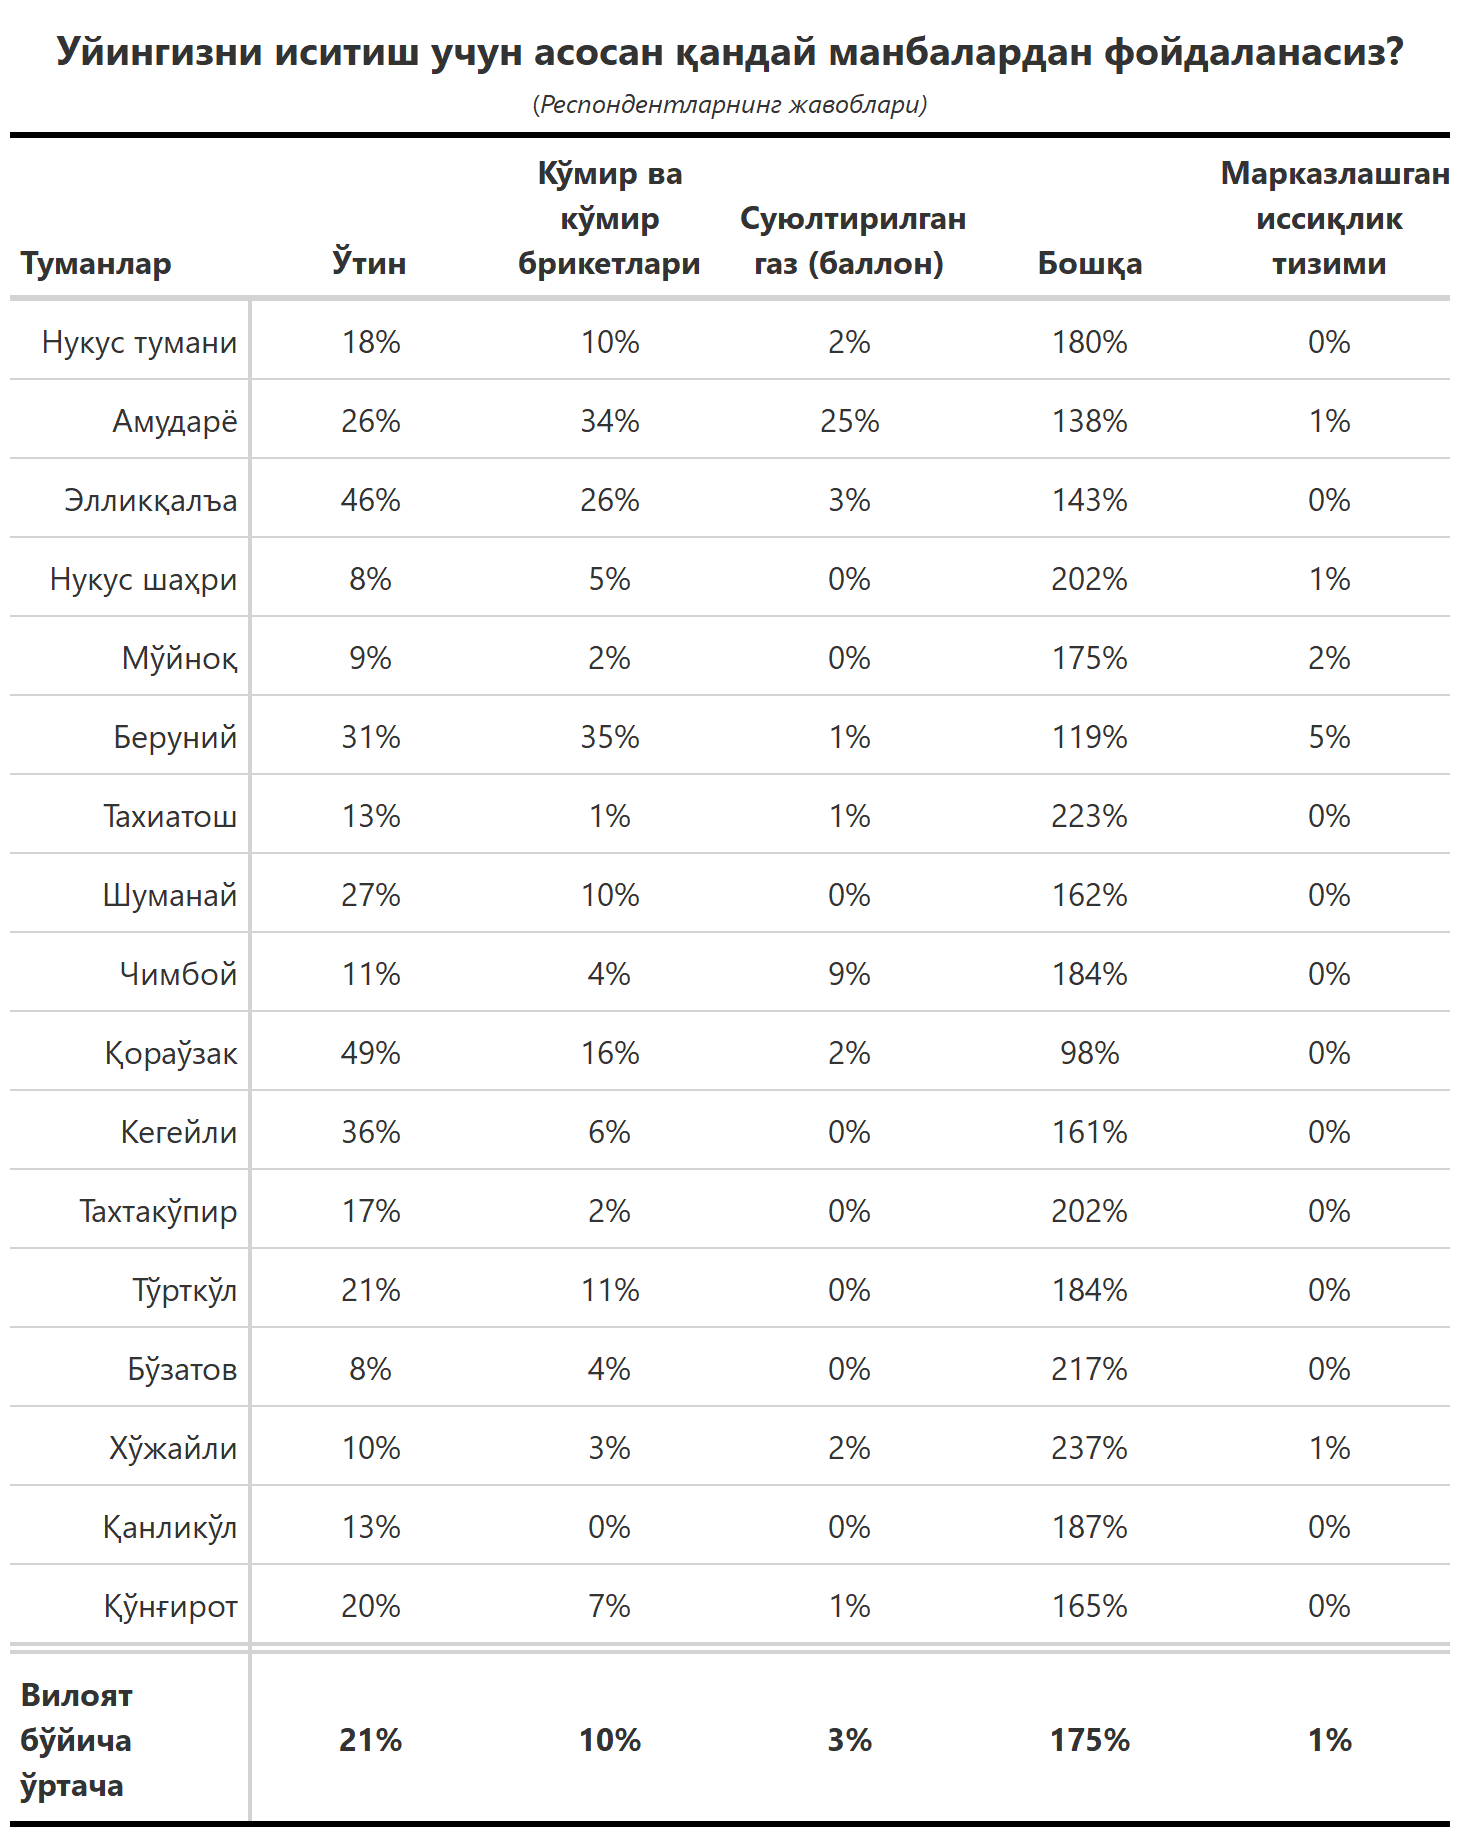 Уйингизни иситиш учун асосан қандай манбалардан фойдаланасиз?
(Респондентларнинг жавоблари)
Туманлар Ўтин Кўмир ва кўмир брикетлари Суюлтирилган газ (баллон) Бошқа Марказлашган иссиқлик тизими
Нукус тумани 18% 10% 2% 180% 0%
Амударё 26% 34% 25% 138% 1%
Элликқалъа 46% 26% 3% 143% 0%
Нукус шаҳри 8% 5% 0% 202% 1%
Мўйноқ 9% 2% 0% 175% 2%
Беруний 31% 35% 1% 119% 5%
Тахиатош 13% 1% 1% 223% 0%
Шуманай 27% 10% 0% 162% 0%
Чимбой 11% 4% 9% 184% 0%
Қораўзак 49% 16% 2% 98% 0%
Кегейли 36% 6% 0% 161% 0%
Тахтакўпир 17% 2% 0% 202% 0%
Тўрткўл 21% 11% 0% 184% 0%
Бўзатов 8% 4% 0% 217% 0%
Хўжайли 10% 3% 2% 237% 1%
Қанликўл 13% 0% 0% 187% 0%
Қўнғирот 20% 7% 1% 165% 0%
Вилоят бўйича ўртача 21% 10% 3% 175% 1%